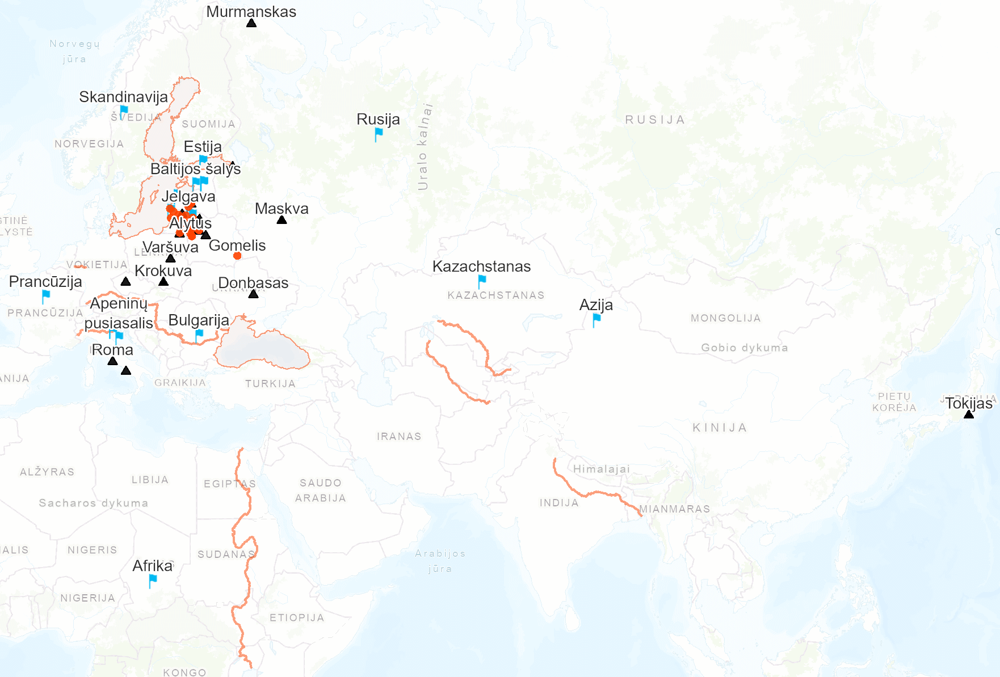 Murmanskas
Norvegų
jūra
Skandinavija
ŠVEDIJA
SUOMIJA
NORVEGIJA
Rusija
RUSIJA
Uralo kalnai
Estija
Baltijos šalys
Jelgava
Maskva
Alytus
Varšuva
Gomelis
VOKIETIJA
Krokuva
Prancūzija
Donbasas
Kazachstanas
KAZACHSTANAS
PRANCŪZIJA
Apeninų
pusiasalis
Bulgarija
Azija
MONGOLIJA
Gobio dykuma
Roma
GRAIKIJA
TURKIJA
ANIJA
PIETŲ
KORĖJA
Tokijas
IRANAS
KINIJA
ALŽYRAS
LIBIJA
EGIPTAS
SAUDO
ARABIJA
Himalajai
INDIJA
MIANMARAS
Sacharos dykuma
NIGERIS
SUDANAS
Arabijos
jūra
Afrika
NIGERIJA
ETIOPIJA
KONGO